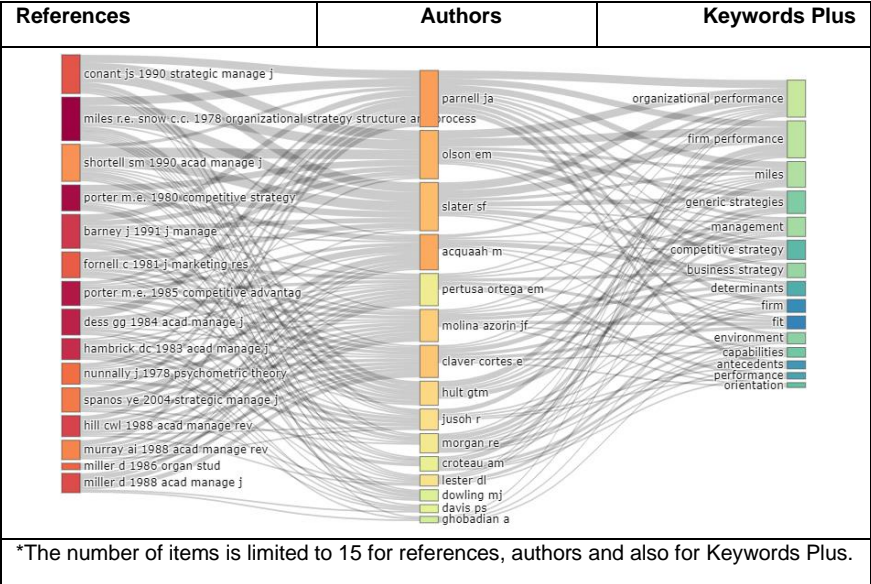 References
Authors
Keywords Plus
conant js 1990 strategic manage j
miles r.e. snow c.c. 1978 organizational strategy structure an process
shortell sm 1990 acad manage j
porter m.e. 1980 competitive strategy
barney j 1991 j manage
fornell c 1981 j marketing res
porter m.e. 1985 competitive advantag
dess gg 1984 acad manage j
hambrick dc 1983 acad manage j
nunnally j 1978 psychometric theory
spanos ye 2004 strategic manage j
hill cwl 1988 acad manage rev
murray ai 1988 acad manage rev
miller d 1986 organ stud
miller d 1988 acad manage j
parnell ja
olson em
slater sf
acquaah m
pertusa ortega em
molina azorin jf
claver cortes e
hult gtm
jusoh r
morgan re
croteau am
lester dl
dowling mj
davis ps
ghobadian a
organizational performance
firm performance
miles
generic strategies
management
competitive strategy
business strategy
determinants
firm
fit
environment
capabilities
antecedents
performance
orientation
*The number of items is limited to 15 for references, authors and also for Keywords Plus.